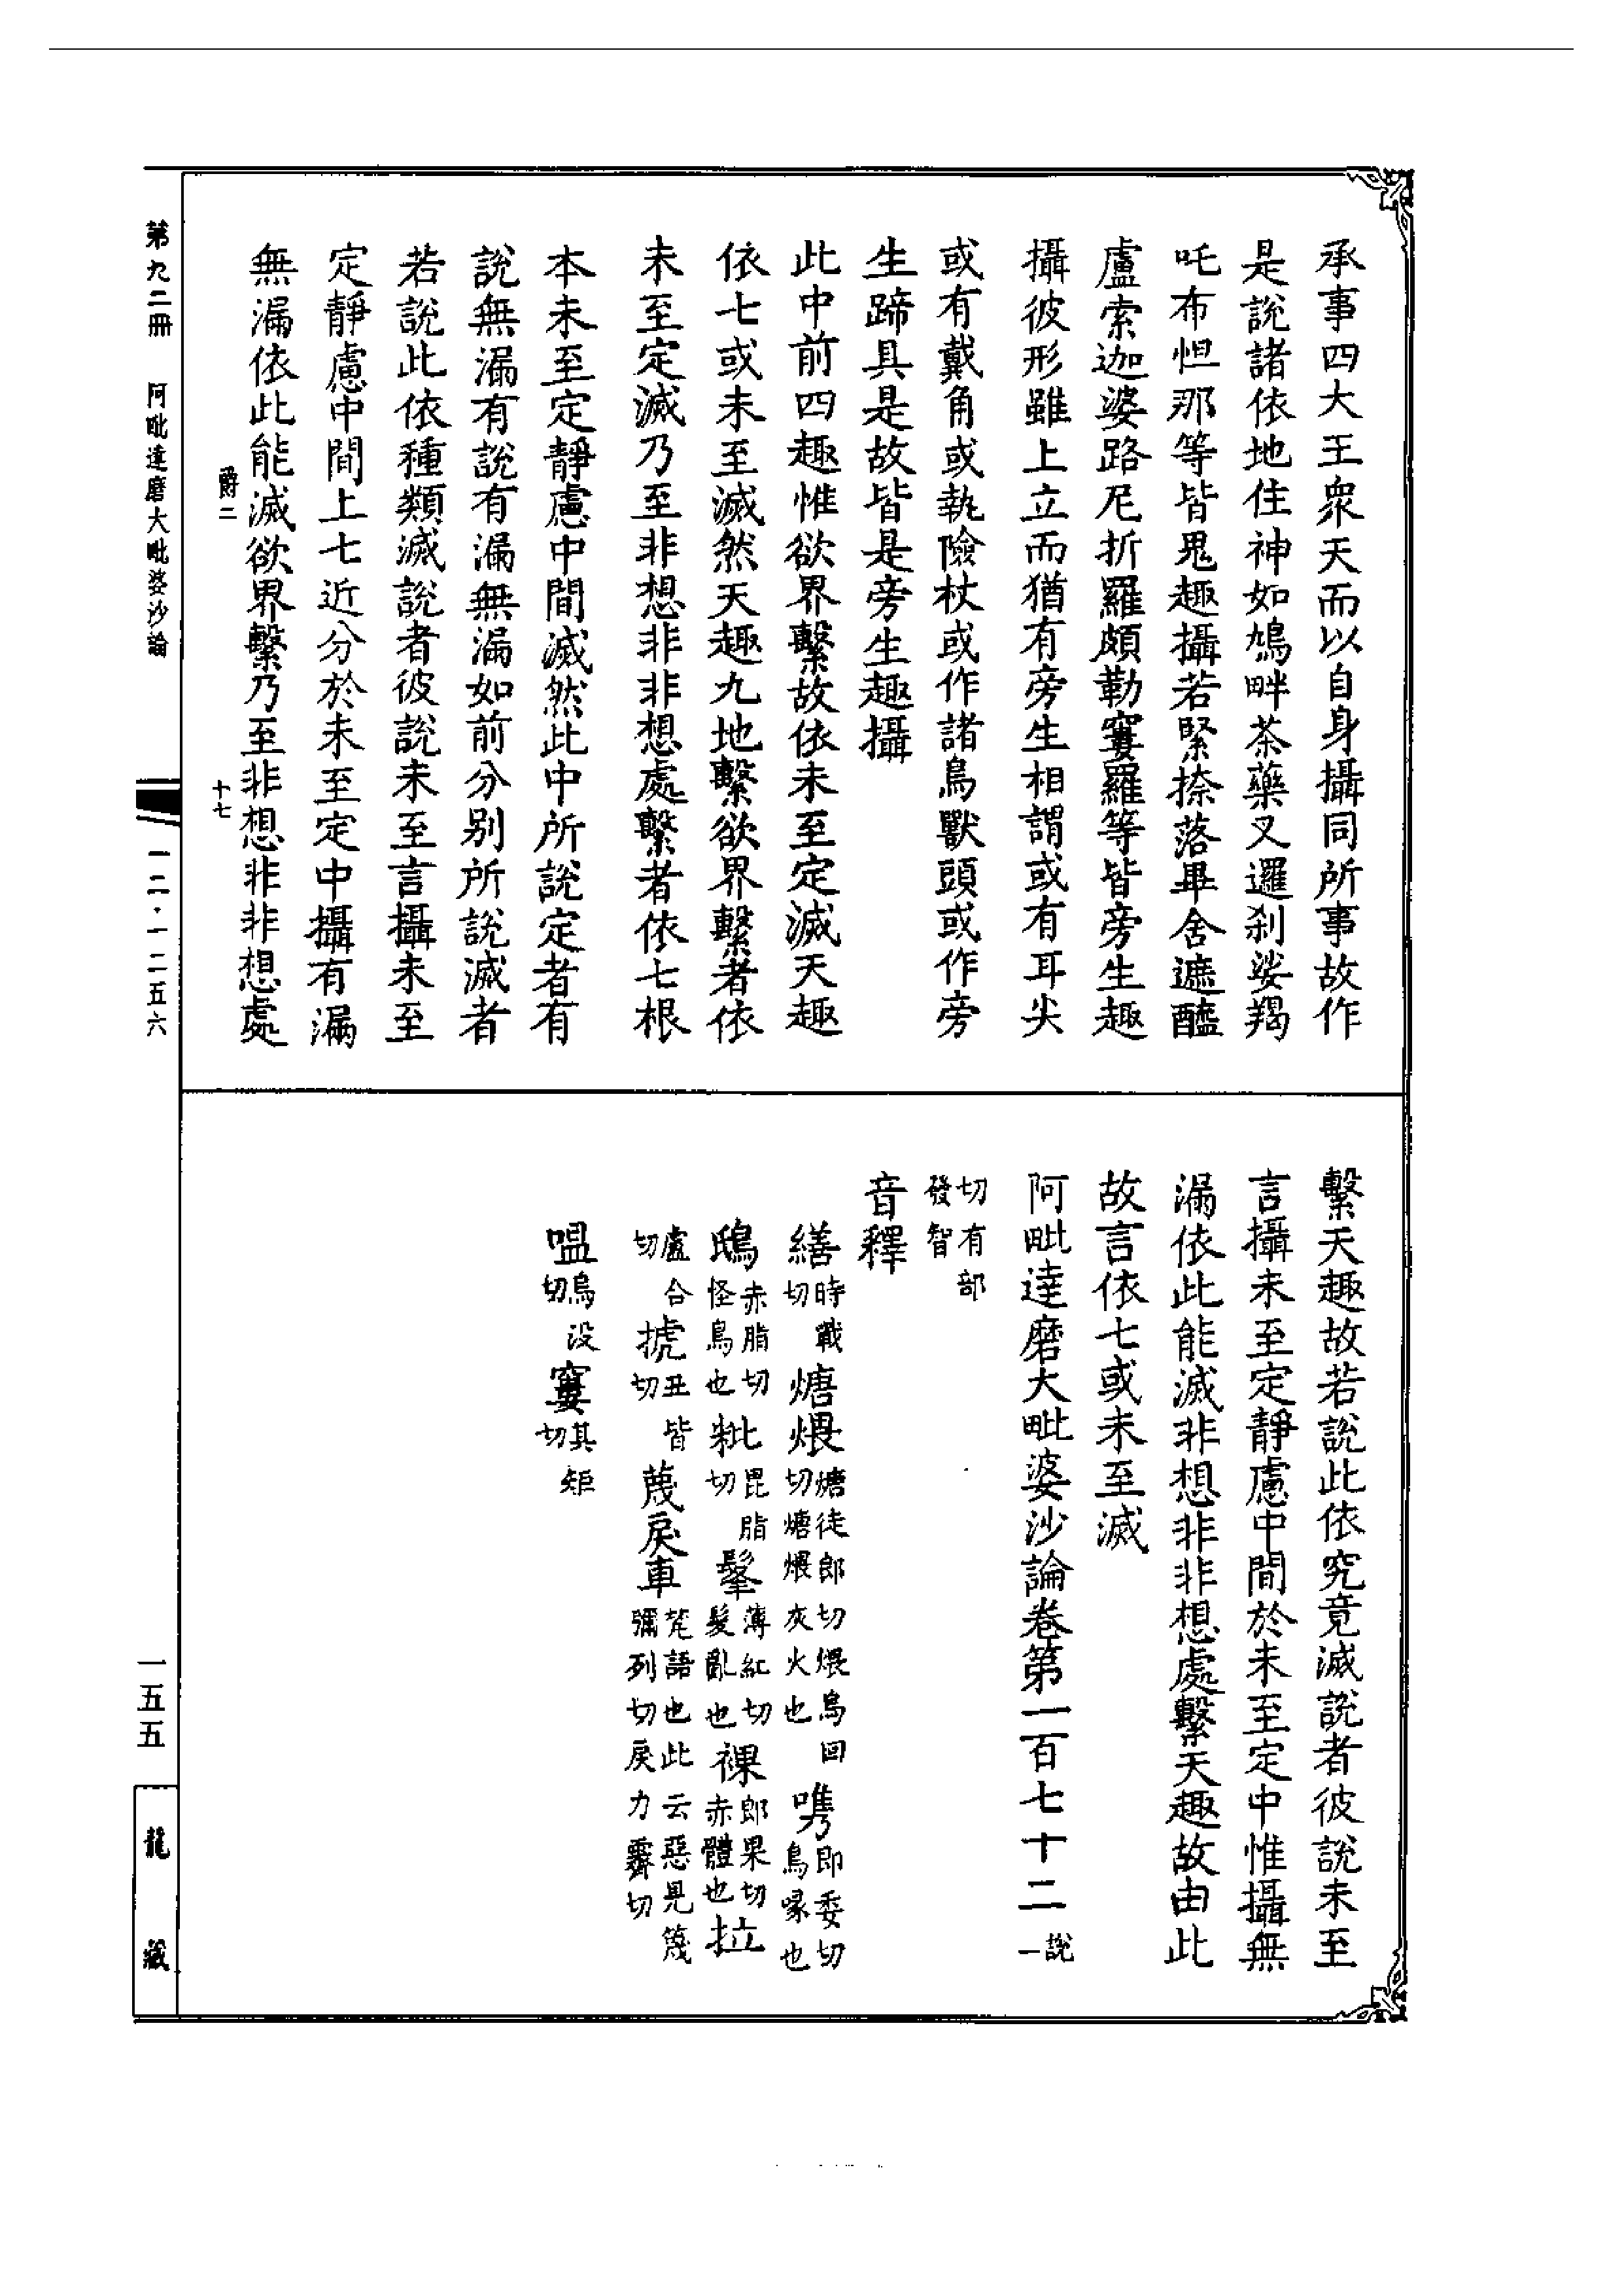 承事四大王衆天而以自身攝同所事故作
是說諸依地住神如鳩畔荼藥叉邏刹娑羯
吒布怛那等皆鬼趣攝若緊捺落畢舍遮醯
盧索迦婆路尼折羅頗勒窶羅等皆旁生趣
攝彼形雖上立而猶有旁生相謂或有耳尖
或有戴角或執險杖或作諸鳥獸頭或作旁
生蹄具是故皆是旁生趣攝
此中前四趣惟欲界繫故依未至定滅天趣
依七或未至滅然天趣九地繫欲界繫者依
未至定滅乃至非想非非想處繫者依七根
本未至定靜慮中間滅然此中所說定者有
說無漏有說有漏無漏如前分別所說滅者
若說此依種類滅說者彼說未至言攝未至
定靜慮中間上七近分於未至定中攝有漏
無漏依此能滅欲界繫乃至非想非非想處
繫天趣故若說此依究竟滅說者彼說未至
言攝未至定靜慮中間於未至定中惟攝無
漏依此能滅非想非非想處繫天趣故由此
故言依七或未至滅
阿毗達磨大毗婆沙論卷第一百七十二 說一
切有部
發智
音釋
繕時戰切 煻煨煻徒郎切煨烏回切煻煨灰火也 嶲即委切鳥喙也
鴟赤脂切怪鳥也 枇毘脂切 髼薄紅切髮亂也 裸郎果切赤體也 拉
盧合切 搋丑皆切 蔑戾車梵語也此云惡見篾彌列切戾力霽切
嗢烏沒切 窶其矩切
第九二冊 阿毗達磨大毗婆沙論
爵二 十七
一二·一二五六
一五五
龍藏